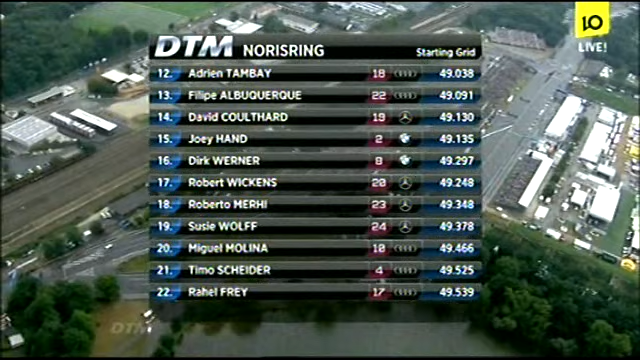 LO
LIVE!
DTM NORISRING Starting Grid
12. Adrien TAMBAY 18 49.038
13. Filipe ALBUQUERQUE 22 49.091
14. David COULTHARD 19 49.130
15. Joey HAND 2 49.135
16. Dirk WERNER 8 49.297
17. Robert WICKENS 20 49.248
18. Roberto MERHI 23 49.348
19. Susie WOLFF 24 49.378
20. Miguel MOLINA 10 49.466
21. Timo SCHEIDER 4 49.525
22. Rahel FREY 17 49.539
DTM